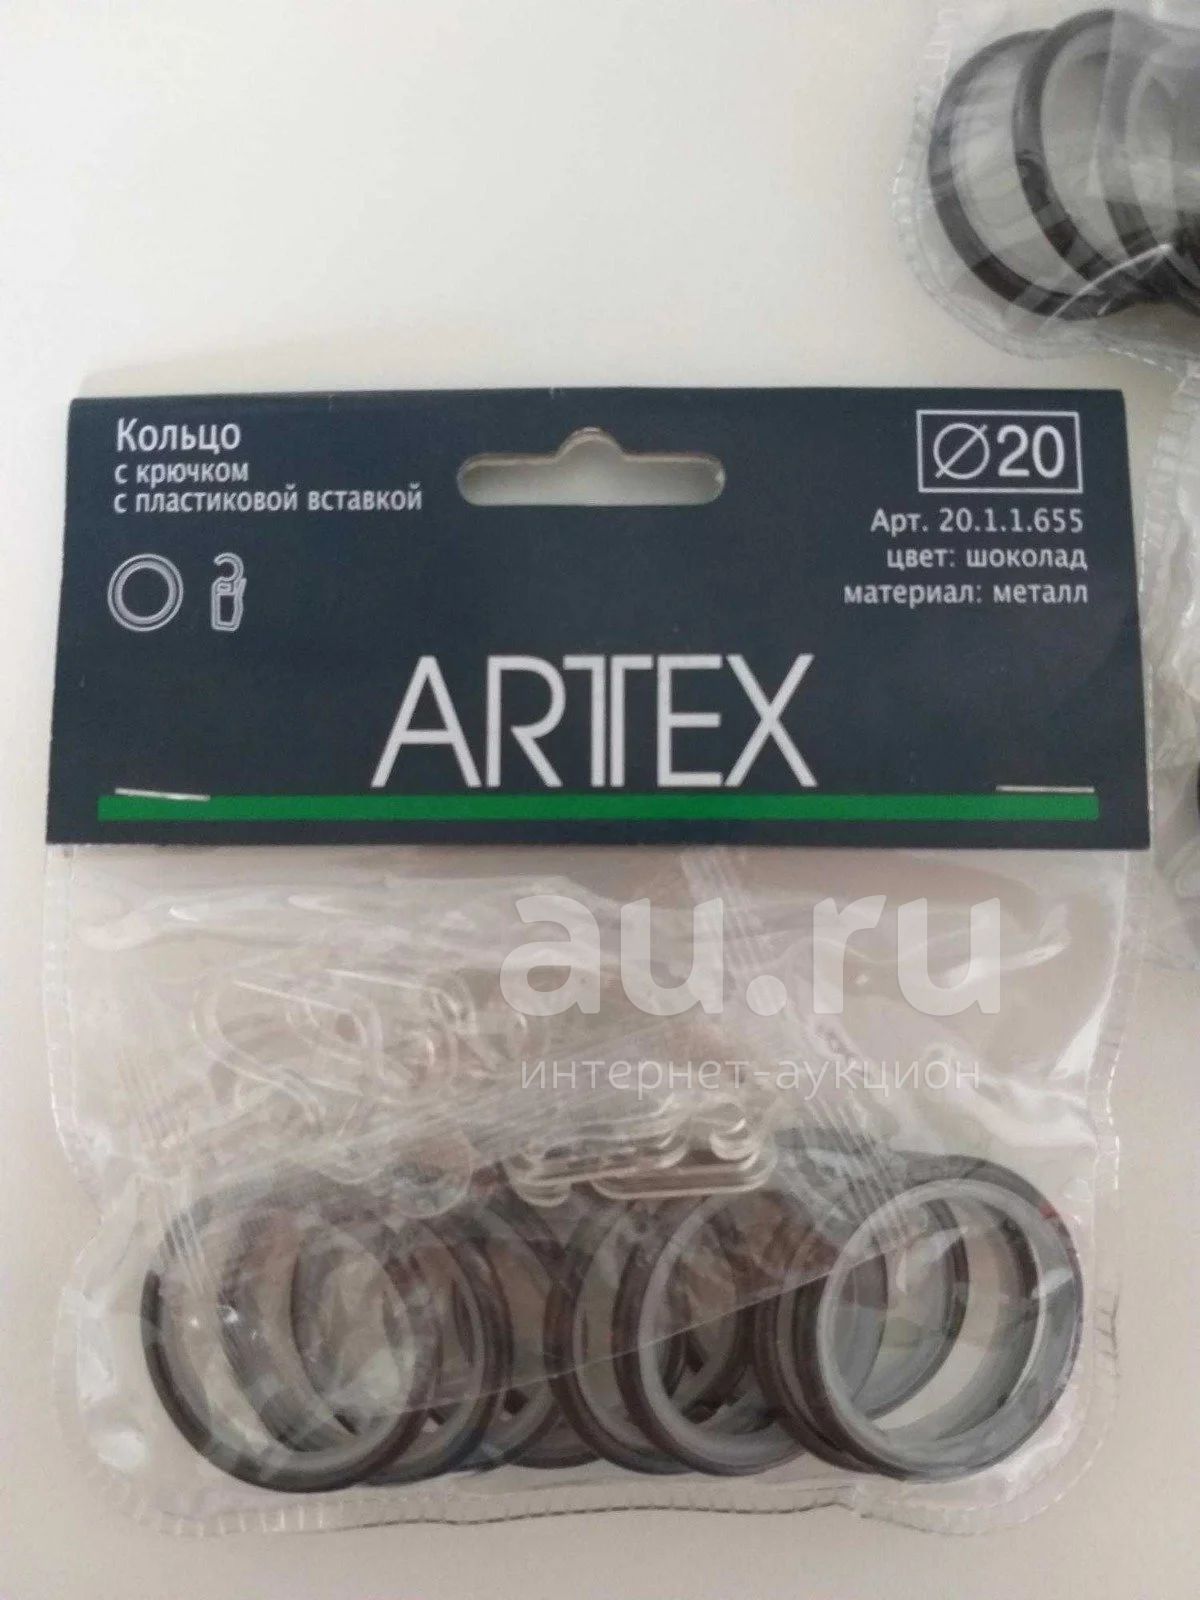 Кольцо
с крючком
с пластиковой вставкой
⌀20
Арт. 20.1.1.655
цвет: шоколад
материал: металл
ARTEX
au.ru
интернет-аукцион